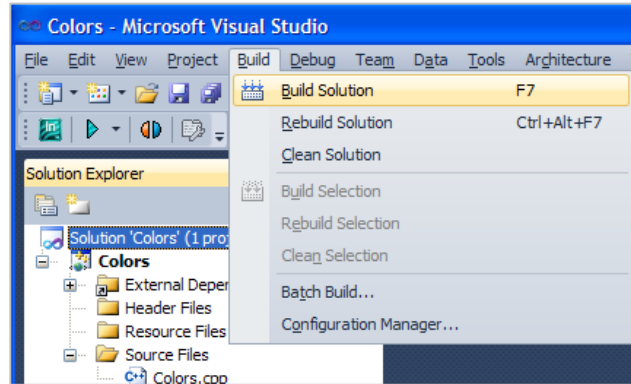 Colors - Microsoft Visual Studio
File Edit View Project Build Debug Team Data Tools Architecture
Build Solution F7
Rebuild Solution Ctrl+Alt+F7
Clean Solution
Build Selection
Rebuild Selection
Clean Selection
Batch Build...
Configuration Manager...
Solution Explorer
Solution 'Colors' (1 pro
Colors
External Deper
Header Files
Resource Files
Source Files
Colors.cpp